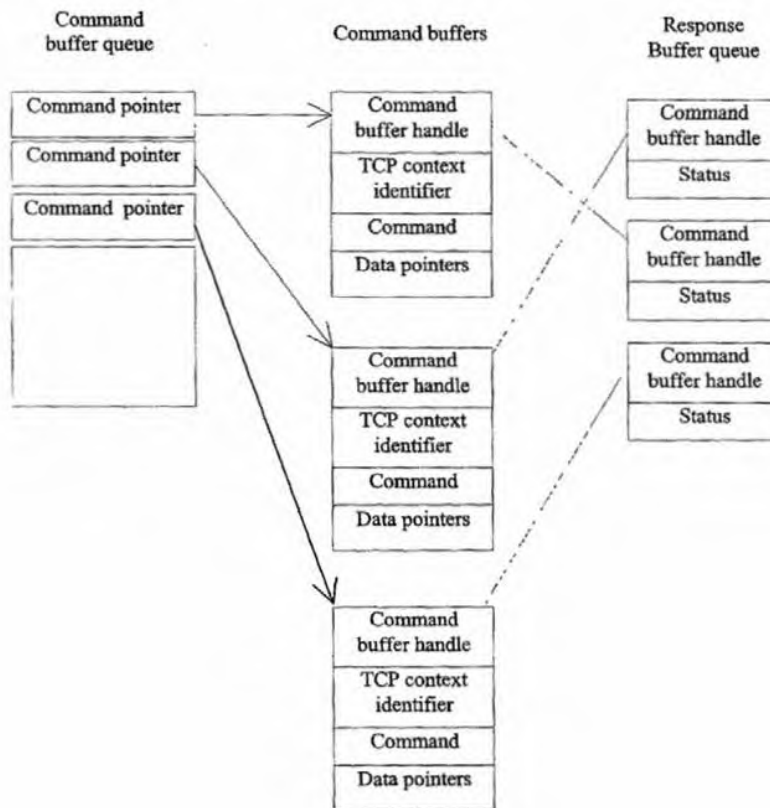 Command
buffer queue
Command pointer
Command pointer
Command pointer
Command buffers
Command
buffer handle
TCP context
identifier
Command
Data pointers
Command
buffer handle
TCP context
identifier
Command
Data pointers
Command
buffer handle
TCP context
identifier
Command
Data pointers
Response
Buffer queue
Command
buffer handle
Status
Command
buffer handle
Status
Command
buffer handle
Status